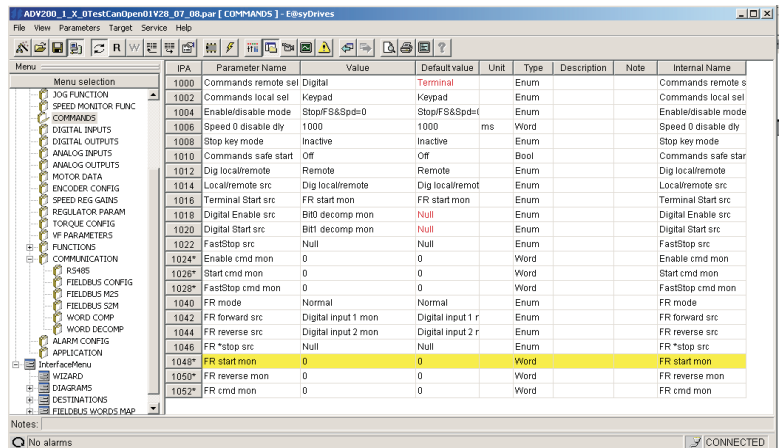 ADV200_1_X_0TestCanOpen01V28_07_08.par [ COMMANDS ] - E@syDrives
File View Parameters Target Service Help
R W
Menu
Menu selection
JOG FUNCTION
SPEED MONITOR FUNC
COMMANDS
DIGITAL INPUTS
DIGITAL OUTPUTS
ANALOG INPUTS
ANALOG OUTPUTS
MOTOR DATA
ENCODER CONFIG
SPEED REG GAINS
REGULATOR PARAM
TORQUE CONFIG
VF PARAMETERS
FUNCTIONS
COMMUNICATION
RS485
FIELDBUS CONFIG
FIELDBUS M2S
FIELDBUS S2M
WORD COMP
WORD DECOMP
ALARM CONFIG
APPLICATION
InterfaceMenu
WIZARD
DIAGRAMS
DESTINATIONS
FIELDBUS WORDS MAP
IPA Parameter Name Value Default value Unit Type Description Note Internal Name
1000 Commands remote sel Digital Terminal Enum Commands remote s
1002 Commands local sel Keypad Keypad Enum Commands local sel
1004 Enable/disable mode Stop/FS&Spd=0 Stop/FS&Spd=( Enum Enable/disable mode
1006 Speed 0 disable dly 1000 1000 ms Word Speed 0 disable dly
1008 Stop key mode Inactive Inactive Enum Stop key mode
1010 Commands safe start Off Off Bool Commands safe star
1012 Dig local/remote Remote Remote Enum Dig local/remote
1014 Local/remote src Dig local/remote Dig local/remot Enum Local/remote src
1016 Terminal Start src FR start mon FR start mon Enum Terminal Start src
1018 Digital Enable src Bit0 decomp mon Null Enum Digital Enable src
1020 Digital Start src Bit1 decomp mon Null Enum Digital Start src
1022 FastStop src Null Null Enum FastStop src
1024* Enable cmd mon 0 0 Word Enable cmd mon
1026* Start cmd mon 0 0 Word Start cmd mon
1028* FastStop cmd mon 0 0 Word FastStop cmd mon
1040 FR mode Normal Normal Enum FR mode
1042 FR forward src Digital input 1 mon Digital input 1 r Enum FR forward src
1044 FR reverse src Digital input 2 mon Digital input 2 r Enum FR reverse src
1046 FR *stop src Null Null Enum FR *stop src
1048* FR start mon 0 0 Word FR start mon
1050* FR reverse mon 0 0 Word FR reverse mon
1052* FR cmd mon 0 0 Word FR cmd mon
Notes:
No alarms
CONNECTED